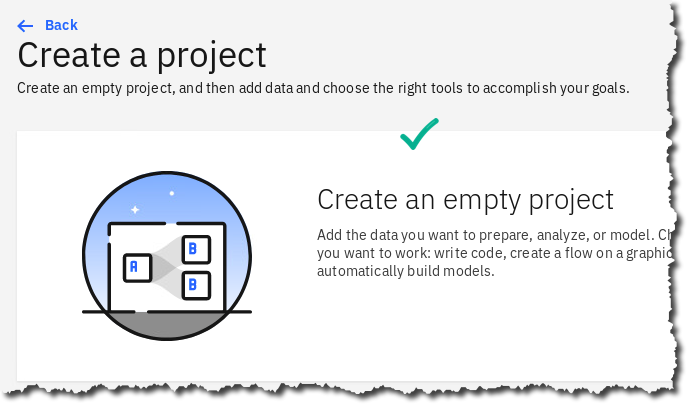 Back
Create a project
Create an empty project, and then add data and choose the right tools to accomplish your goals.
Create an empty project
Add the data you want to prepare, analyze, or model.
you want to work: write code, create a flow on a graphic
automatically build models.
A
B
B